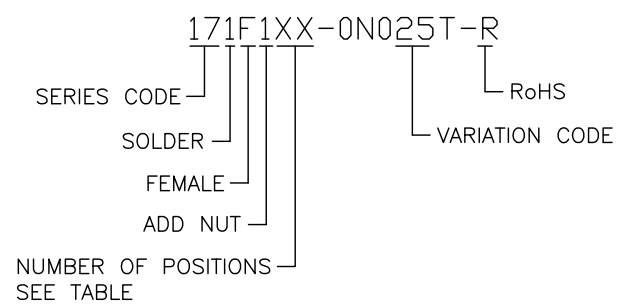 171F1XX-0N025T-R
SERIES CODE
RoHS
SOLDER
VARIATION CODE
FEMALE
ADD NUT
NUMBER OF POSITIONS
SEE TABLE